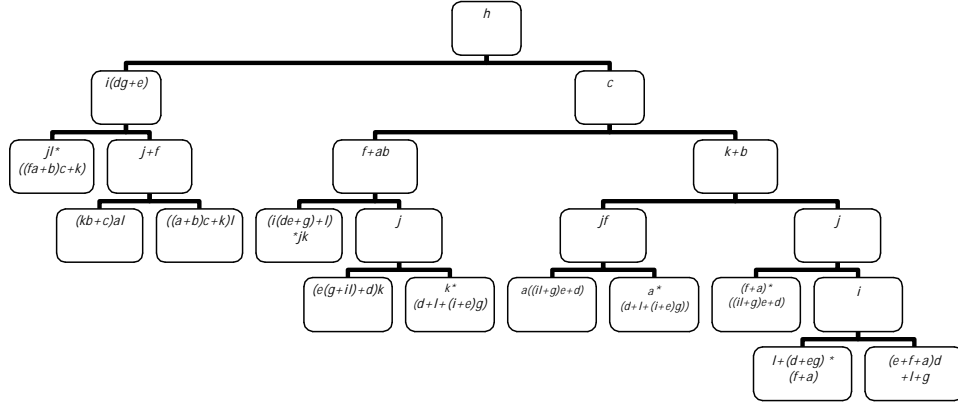 h
i(dg+e)
c
jl*
((fa+b)c+k)
j+f
f+ab
k+b
(kb+c)al
((a+b)c+k)l
(i(de+g)+l)
*jk
j
jf
j
(e(g+il)+d)k
k*
(d+l+(i+e)g)
a((il+g)e+d)
a*
(d+l+(i+e)g))
(f+a)*
((il+g)e+d)
i
l+(d+eg) *
(f+a)
(e+f+a)d
+l+g